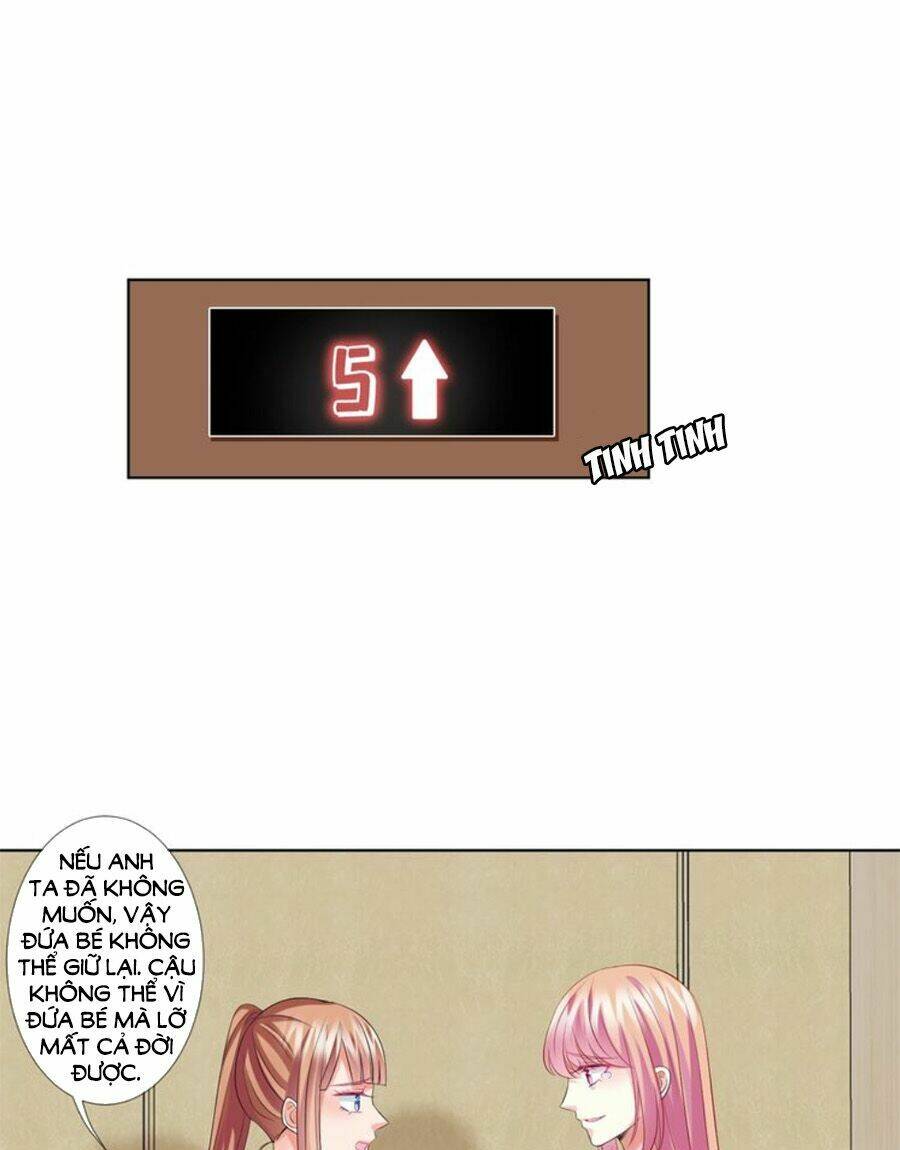 5
TINH TINH
NẾU ANH
TA ĐÃ KHÔNG
MUỐN, VẬY
ĐỨA BÉ KHÔNG
THỂ GIỮ LẠI. CẬU
KHÔNG THỂ VÌ
ĐỨA BÉ MÀ LỠ
MẤT CẢ ĐỜI
ĐƯỢC.